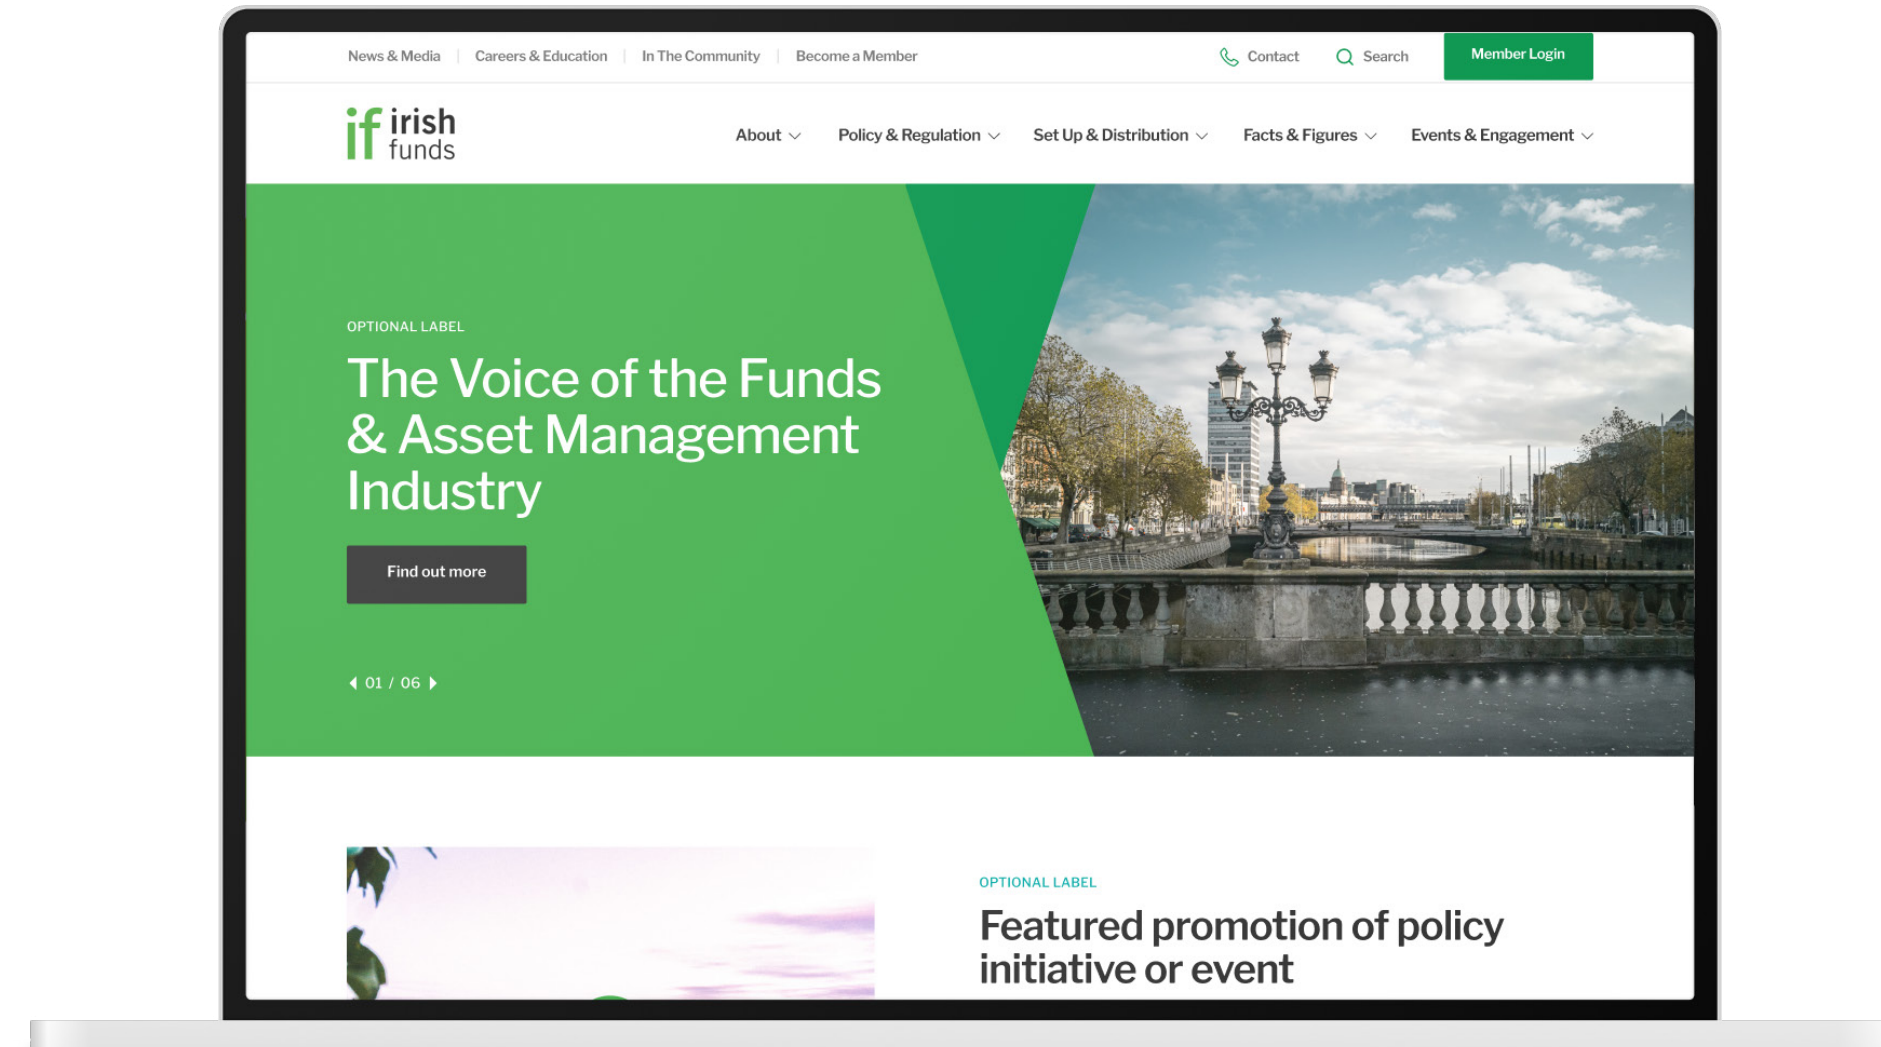 News & Media
Careers & Education
In The Community
Become a Member
Contact
Search
Member Login
if irish
funds
About
Policy & Regulation
Set Up & Distribution
Facts & Figures
Events & Engagement
OPTIONAL LABEL
The Voice of the Funds
& Asset Management
Industry
Find out more
01 / 06
OPTIONAL LABEL
Featured promotion of policy
initiative or event